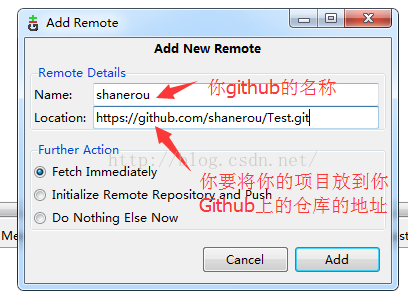 Add Remote
Add New Remote
Remote Details
Name: shanerou
你github的名称
Location: https://github.com/shanerou/Test.git
Further Action
http://blog.csdn.net/
Fetch Immediately
你要将你的项目放到你
Initialize Remote Repository and Push
Github上的仓库的地址
Do Nothing Else Now
Me
st
Cancel Add